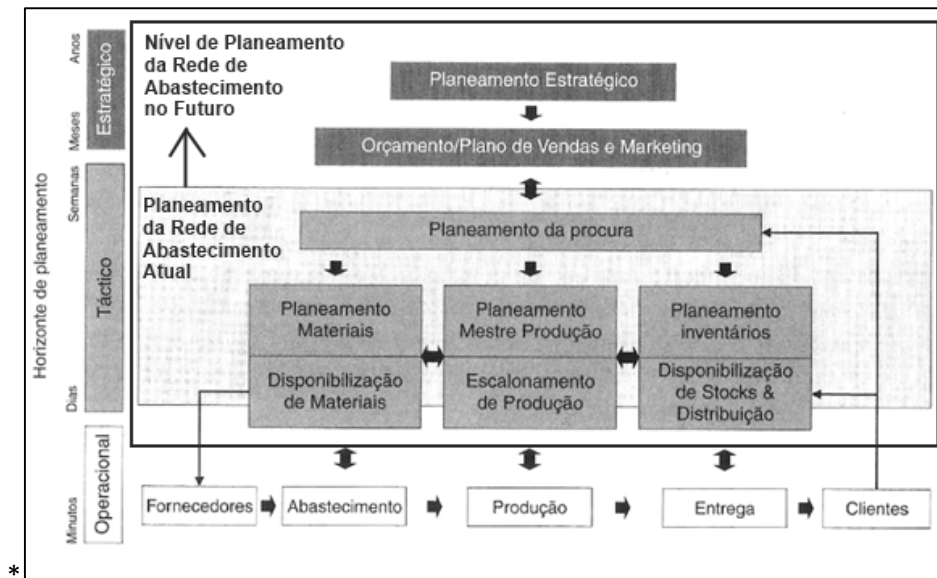 Horizonte de planeamento
Anos
Meses
Estratégico
Nível de Planeamento
da Rede de
Abastecimento
no Futuro
Planeamento Estratégico
Orçamento/Plano de Vendas e Marketing
Semanas
Dias
Táctico
Planeamento
da Rede de
Abastecimento
Atual
Planeamento da procura
Planeamento
Materiais
Planeamento
Mestre Produção
Planeamento
inventários
Disponibilização
de Materiais
Escalonamento
de Produção
Disponibilização
de Stocks &
Distribuição
Minutos
Operacional
Fornecedores
Abastecimento
Produção
Entrega
Clientes
*